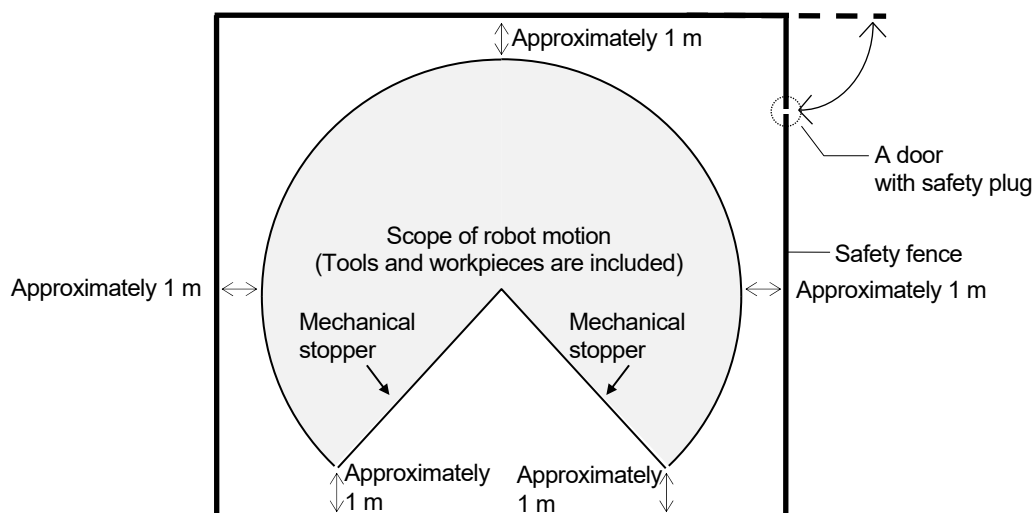 Approximately 1 m
A door
with safety plug
Scope of robot motion
(Tools and workpieces are included)
Safety fence
Approximately 1 m
Approximately 1 m
Mechanical
stopper
Mechanical
stopper
Approximately
1 m
Approximately
1 m